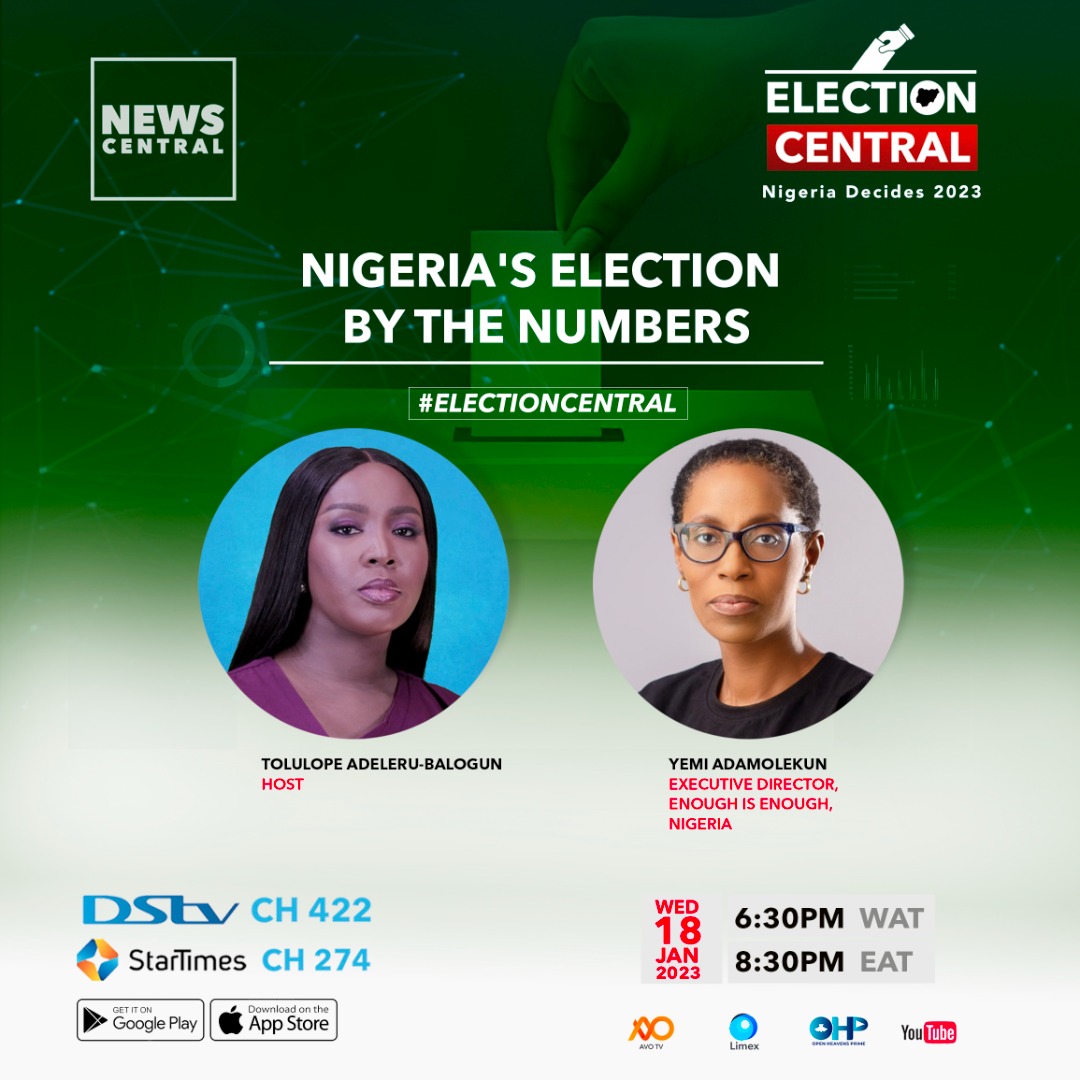 NEWS
CENTRAL
ELECTION
CENTRAL
Nigeria Decides 2023
NIGERIA'S ELECTION
BY THE NUMBERS
#ELECTIONCENTRAL
TOLULOPE ADELERU-BALOGUN
HOST
YEMI ADAMOLEKUN
EXECUTIVE DIRECTOR,
ENOUGH IS ENOUGH,
NIGERIA
DStv CH 422
StarTimes CH 274
GET IT ON
Google Play
Download on the
App Store
WED
18
JAN
2023
6:30PM WAT
8:30PM EAT
AVO TV
Limex
OHP
OPEN HEAVENS PRIME
YouTube